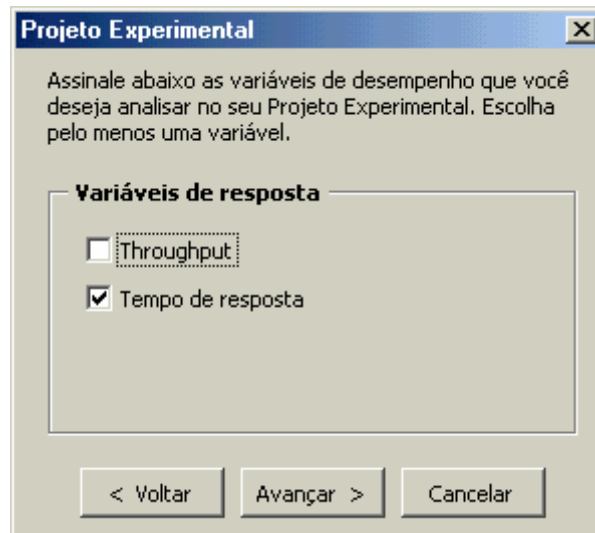 Projeto Experimental
Assinale abaixo as variáveis de desempenho que você
deseja analisar no seu Projeto Experimental. Escolha
pelo menos uma variável.
Variáveis de resposta
Throughput
Tempo de resposta
< Voltar
Avançar >
Cancelar